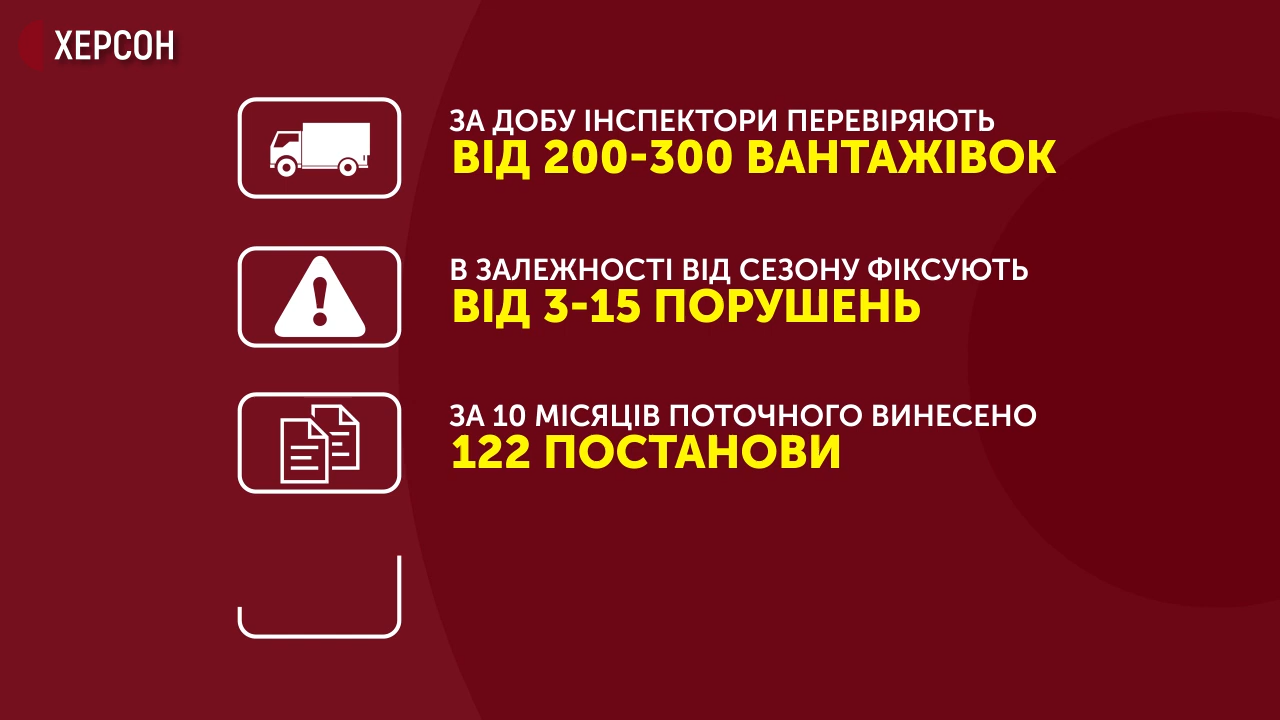 ХЕРСОН
ЗА ДОБУ ІНСПЕКТОРИ ПЕРЕВІРЯЮТЬ
ВІД 200-300 ВАНТАЖІВОК
В ЗАЛЕЖНОСТІ ВІД СЕЗОНУ ФІКСУЮТЬ
ВІД 3-15 ПОРУШЕНЬ
ЗА 10 МІСЯЦІВ ПОТОЧНОГО ВИНЕСЕНО
122 ПОСТАНОВИ